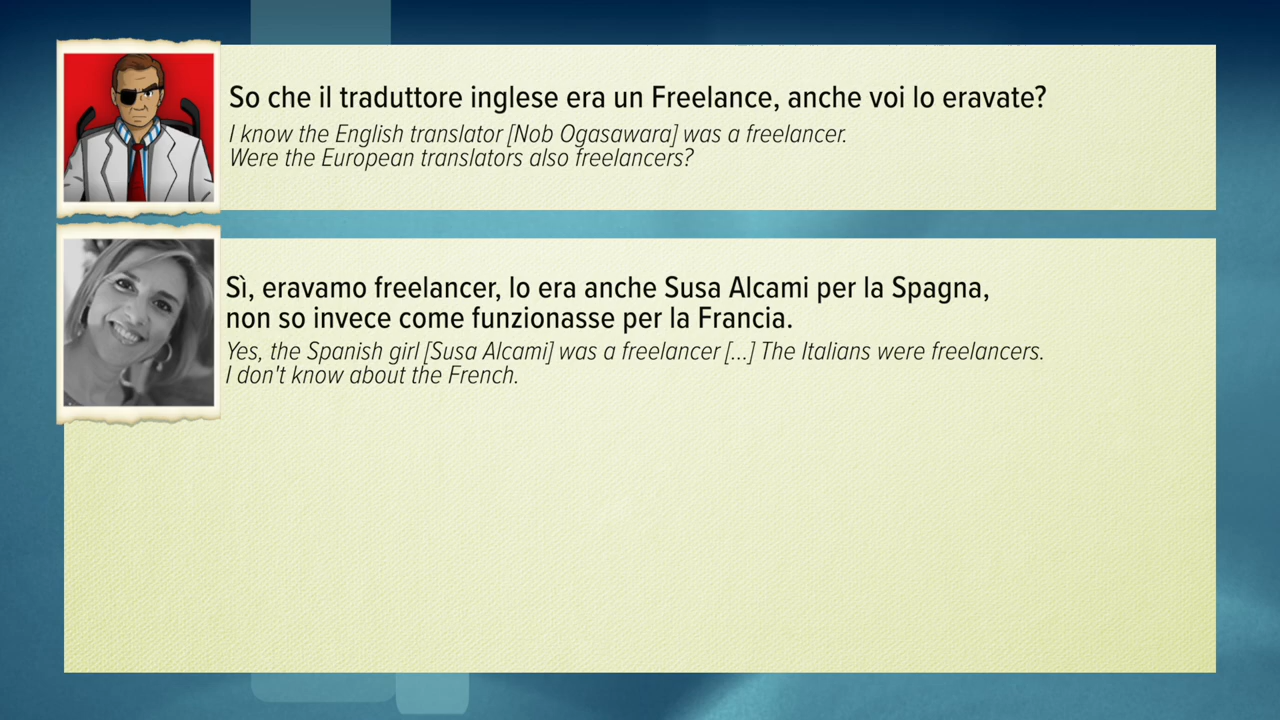 So che il traduttore inglese era un Freelance, anche voi lo eravate?
I know the English translator [Nob Ogasawara] was a freelancer.
Were the European translators also freelancers?
Sì, eravamo freelancer, lo era anche Susa Alcami per la Spagna,
non so invece come funzionasse per la Francia.
Yes, the Spanish girl [Susa Alcami] was a freelancer [...] The Italians were freelancers.
I don't know about the French.